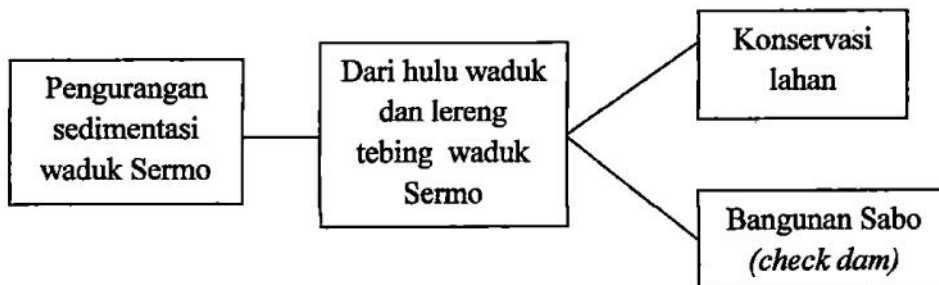 Pengurangan
sedimentasi
waduk Sermo
Dari hulu waduk
dan lereng
tebing waduk
Sermo
Konservasi
lahan
Bangunan Sabo
(check dam)